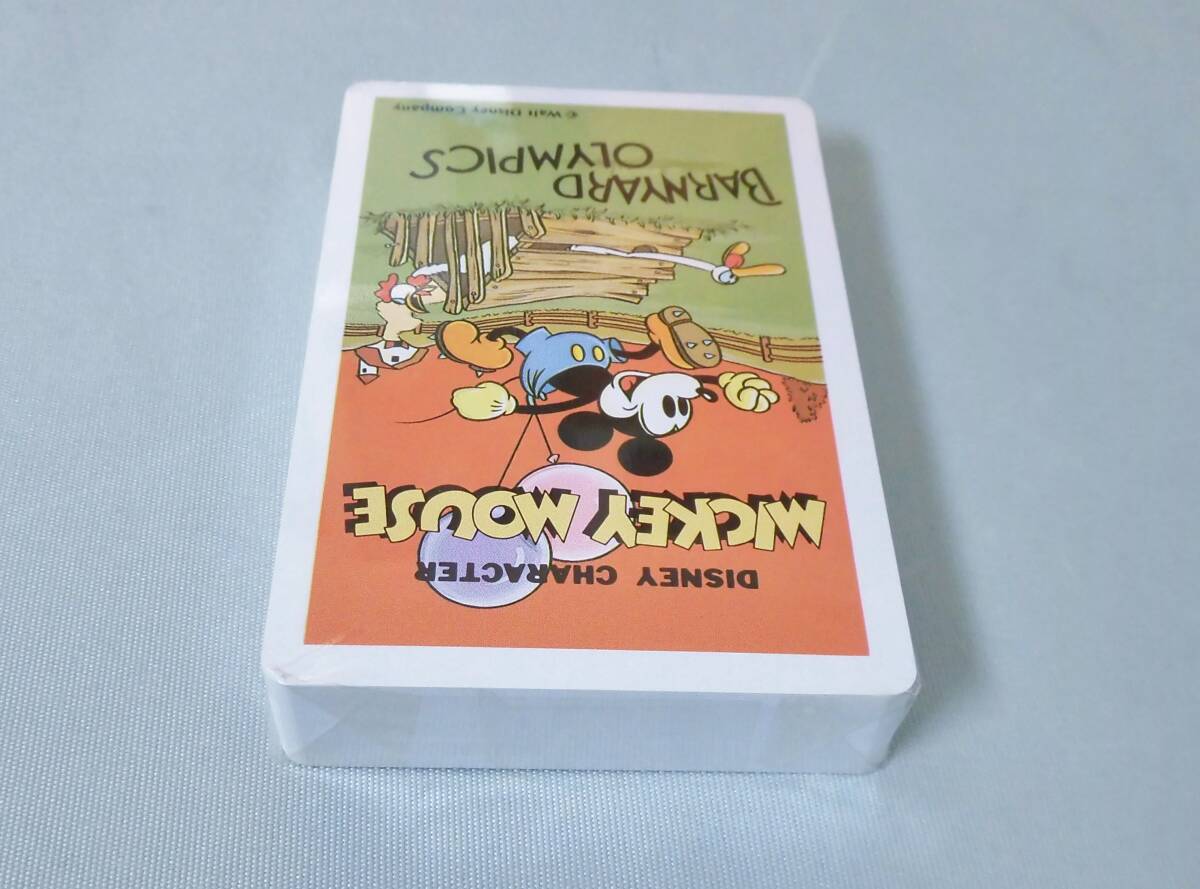 DISNEY CHARACTER
MICKEY MOUSE
BARNYARD
OLYMPICS
© Walt Disney Company